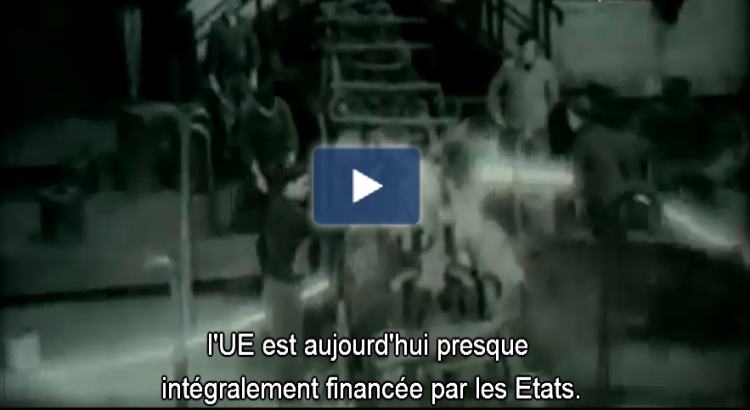 l'UE est aujourd'hui presque
intégralement financée par les Etats.